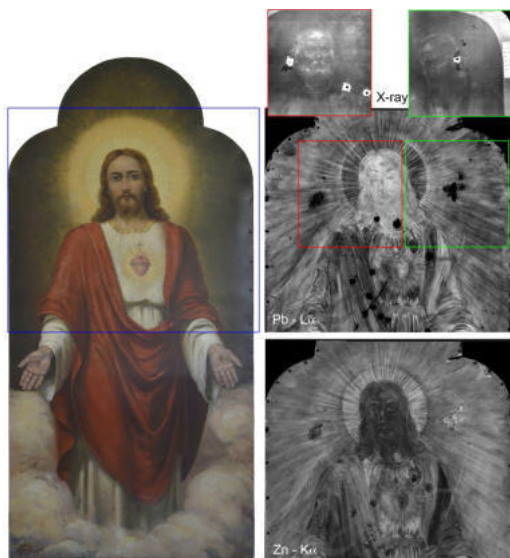 X-ray
Pb - Lα
Zn - Kα